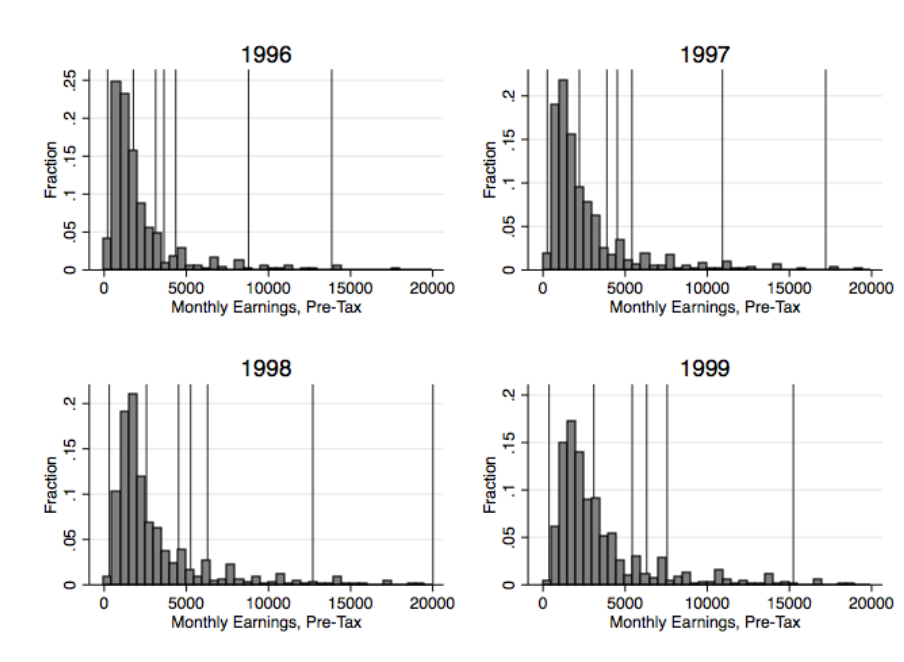 1996
.25
.2
.15
.1
.05
0
Fraction
0 5000 10000 15000 20000
Monthly Earnings, Pre-Tax
1997
.2
.15
.1
.05
0
Fraction
0 5000 10000 15000 20000
Monthly Earnings, Pre-Tax
1998
.2
.15
.1
.05
0
Fraction
0 5000 10000 15000 20000
Monthly Earnings, Pre-Tax
1999
.2
.15
.1
.05
0
Fraction
0 5000 10000 15000 20000
Monthly Earnings, Pre-Tax